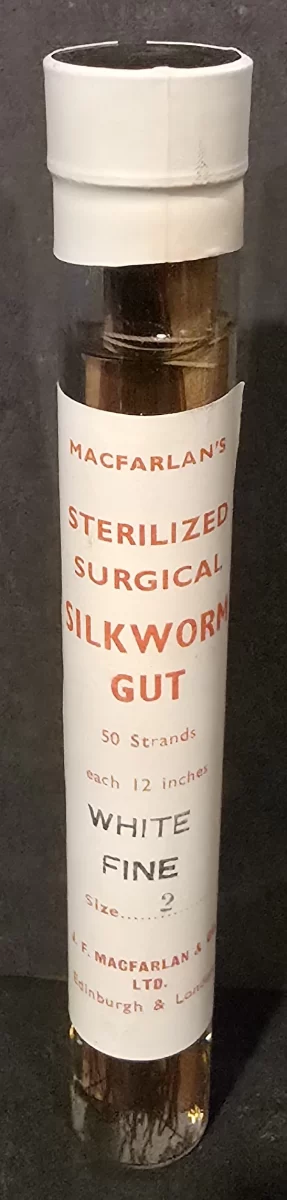 MACFARLAN'S
STERILIZED
SURGICAL
SILKWORM
GUT
50 Strands
each 12 inches
WHITE
FINE
Size...... 2 ......
F. MACFARLAN &
LTD.
Edinburgh &